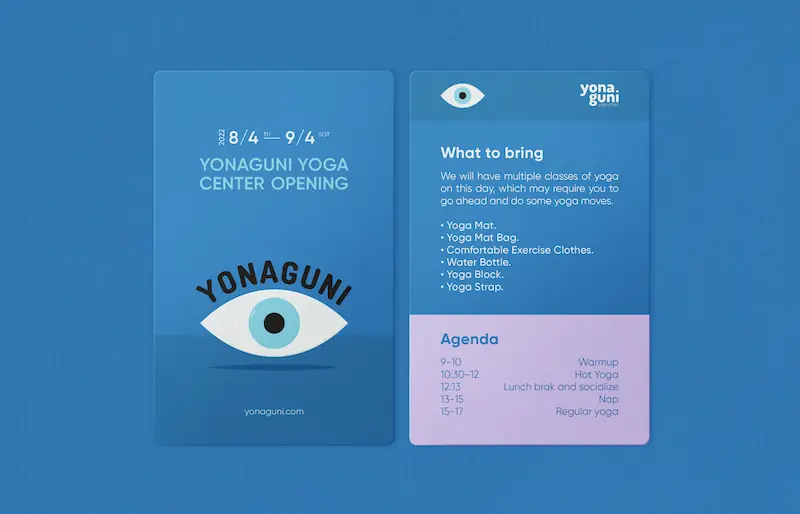 2022 8/4 fri — 9/4 sat
YONAGUNI YOGA
CENTER OPENING
YONAGUNI
yonaguni.com
yona.
guni
What to bring
We will have multiple classes of yoga
on this day, which may require you to
go ahead and do some yoga moves.
• Yoga Mat.
• Yoga Mat Bag.
• Comfortable Exercise Clothes.
• Water Bottle.
• Yoga Block.
• Yoga Strap.
Agenda
9-10 Warmup
10:30-12 Hot Yoga
12:13 Lunch brak and socialize
13-15 Nap
15-17 Regular yoga